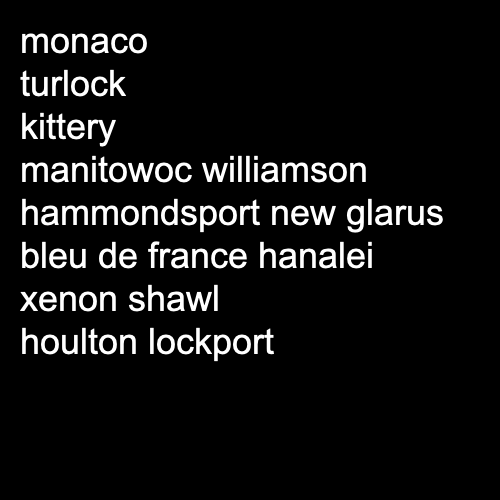 monaco
turlock
kittery
manitowoc williamson
hammondsport new glarus
bleu de france hanalei
xenon shawl
houlton lockport